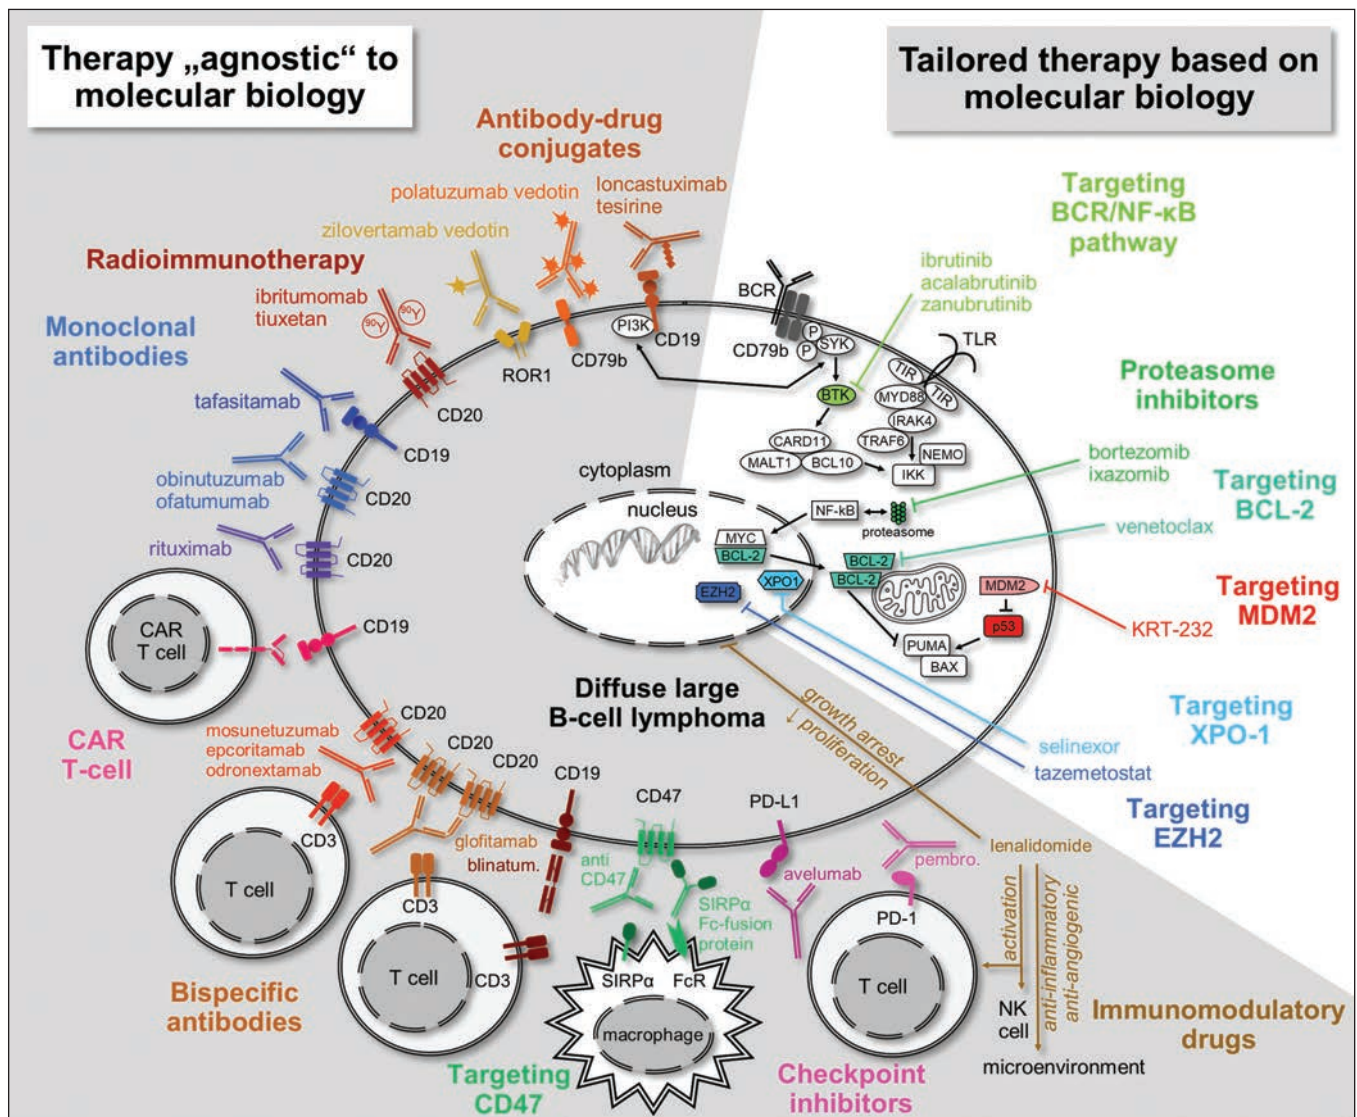 Therapy „agnostic“ to
molecular biology
Tailored therapy based on
molecular biology
Antibody-drug
conjugates
polatuzumab vedotin
loncastuximab
tesirine
zilovertamab vedotin
Radioimmunotherapy
ibritumomab
tiuxetan
90Y
90Y
Monoclonal
antibodies
tafasitamab
obinutuzumab
ofatumumab
rituximab
CD20
CD19
CD20
CD20
ROR1
CD79b
PI3K
CD19
BCR
CD79b
P
P
SYK
BTK
CARD11
MALT1
BCL10
TLR
TIR
TIR
MYD88
IRAK4
TRAF6
NEMO
IKK
Targeting
BCR/NF-κB
pathway
ibrutinib
acalabrutinib
zanubrutinib
Proteasome
inhibitors
bortezomib
ixazomib
Targeting
BCL-2
venetoclax
Targeting
MDM2
KRT-232
Targeting
XPO-1
selinexor
tazemetostat
Targeting
EZH2
cytoplasm
nucleus
NF-kB
proteasome
MYC
BCL-2
BCL-2
BCL-2
XPO1
EZH2
MDM2
p53
PUMA
BAX
Diffuse large
B-cell lymphoma
growth arrest
↓ proliferation
CAR
T cell
CD19
CAR
T-cell
mosunetuzumab
epcoritamab
odronextamab
CD20
CD20
CD20
CD19
CD47
PD-L1
CD3
T cell
glofitamab
blinatum.
CD3
T cell
CD3
Bispecific
antibodies
anti
CD47
SIRPα
Fc-fusion
protein
SIRPα
FcR
macrophage
Targeting
CD47
avelumab
pembro.
PD-1
T cell
Checkpoint
inhibitors
lenalidomide
activation
anti-inflammatory
anti-angiogenic
NK
cell
microenvironment
Immunomodulatory
drugs